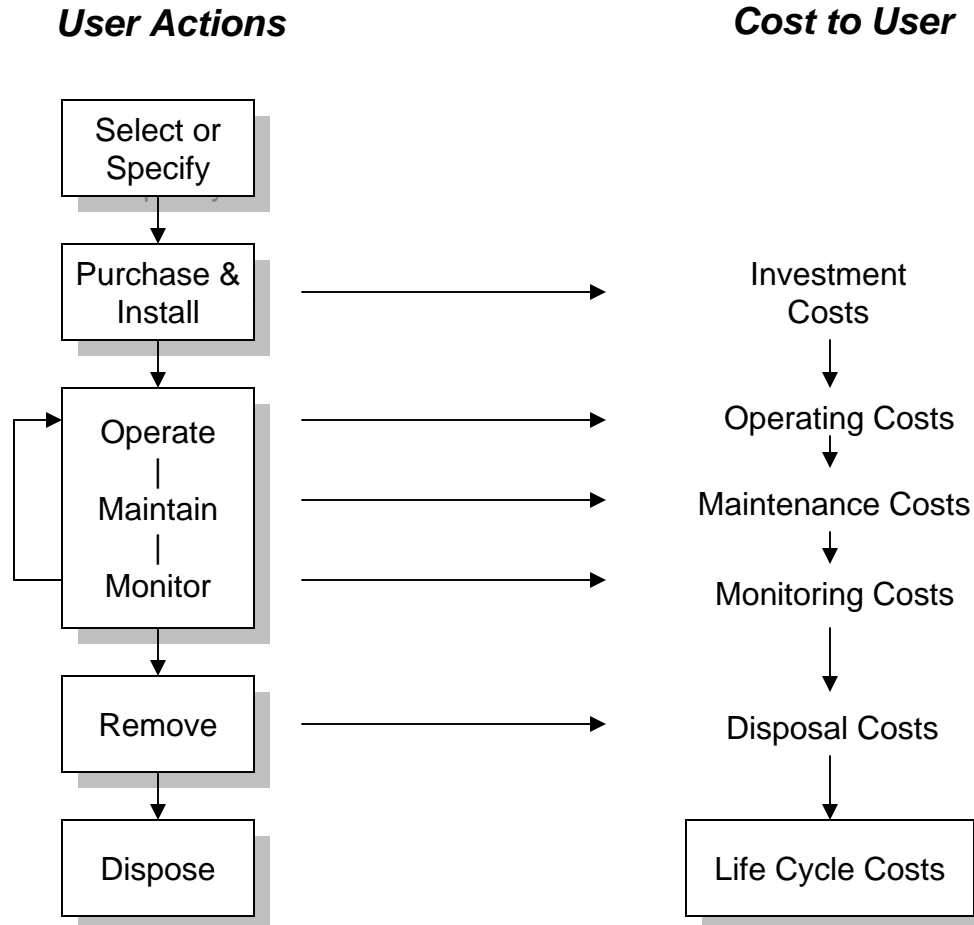 User Actions
Cost to User
Select or
Specify
Purchase &
Install
Investment
Costs
Operate
Operating Costs
Maintain
Maintenance Costs
Monitor
Monitoring Costs
Remove
Disposal Costs
Dispose
Life Cycle Costs